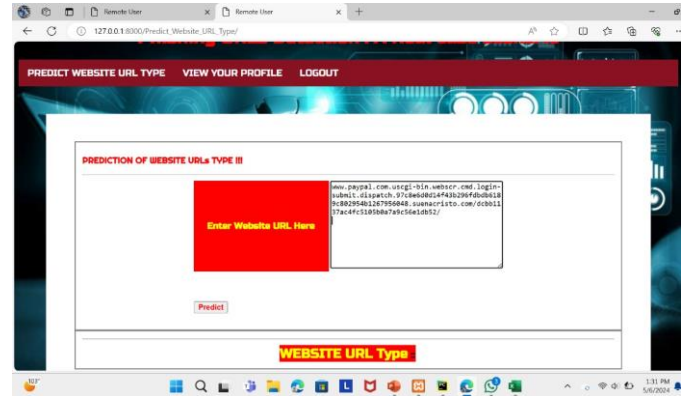 Remote User
Remote User
127.0.0.1:8000/Predict_Website_URL_Type/
PREDICT WEBSITE URL TYPE VIEW YOUR PROFILE LOGOUT
PREDICTION OF WEBSITE URLs TYPE !!!
Enter Website URL Here
www.paypal.com.uscgi-bin.webscr.cmd.login-
submit.dispatch.97c8e6d0d14f43b296fdbdb618
9c802954b1267956048.suenacristo.com/dcbb11
37ac4fc5105b0a7a9c56e1db52/
Predict
WEBSITE URL Type :
103°
1:31 PM
5/6/2024